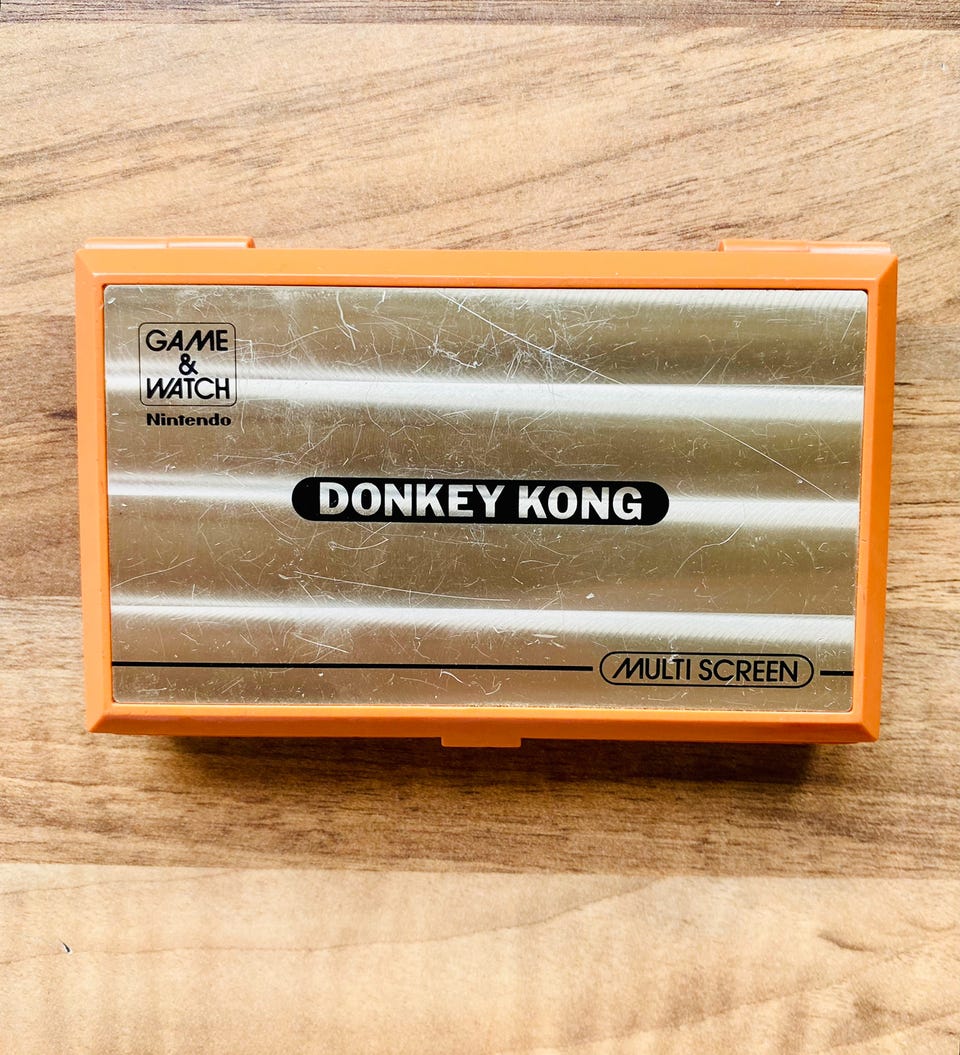 GAME
&
WATCH
Nintendo
DONKEY KONG
MULTI SCREEN